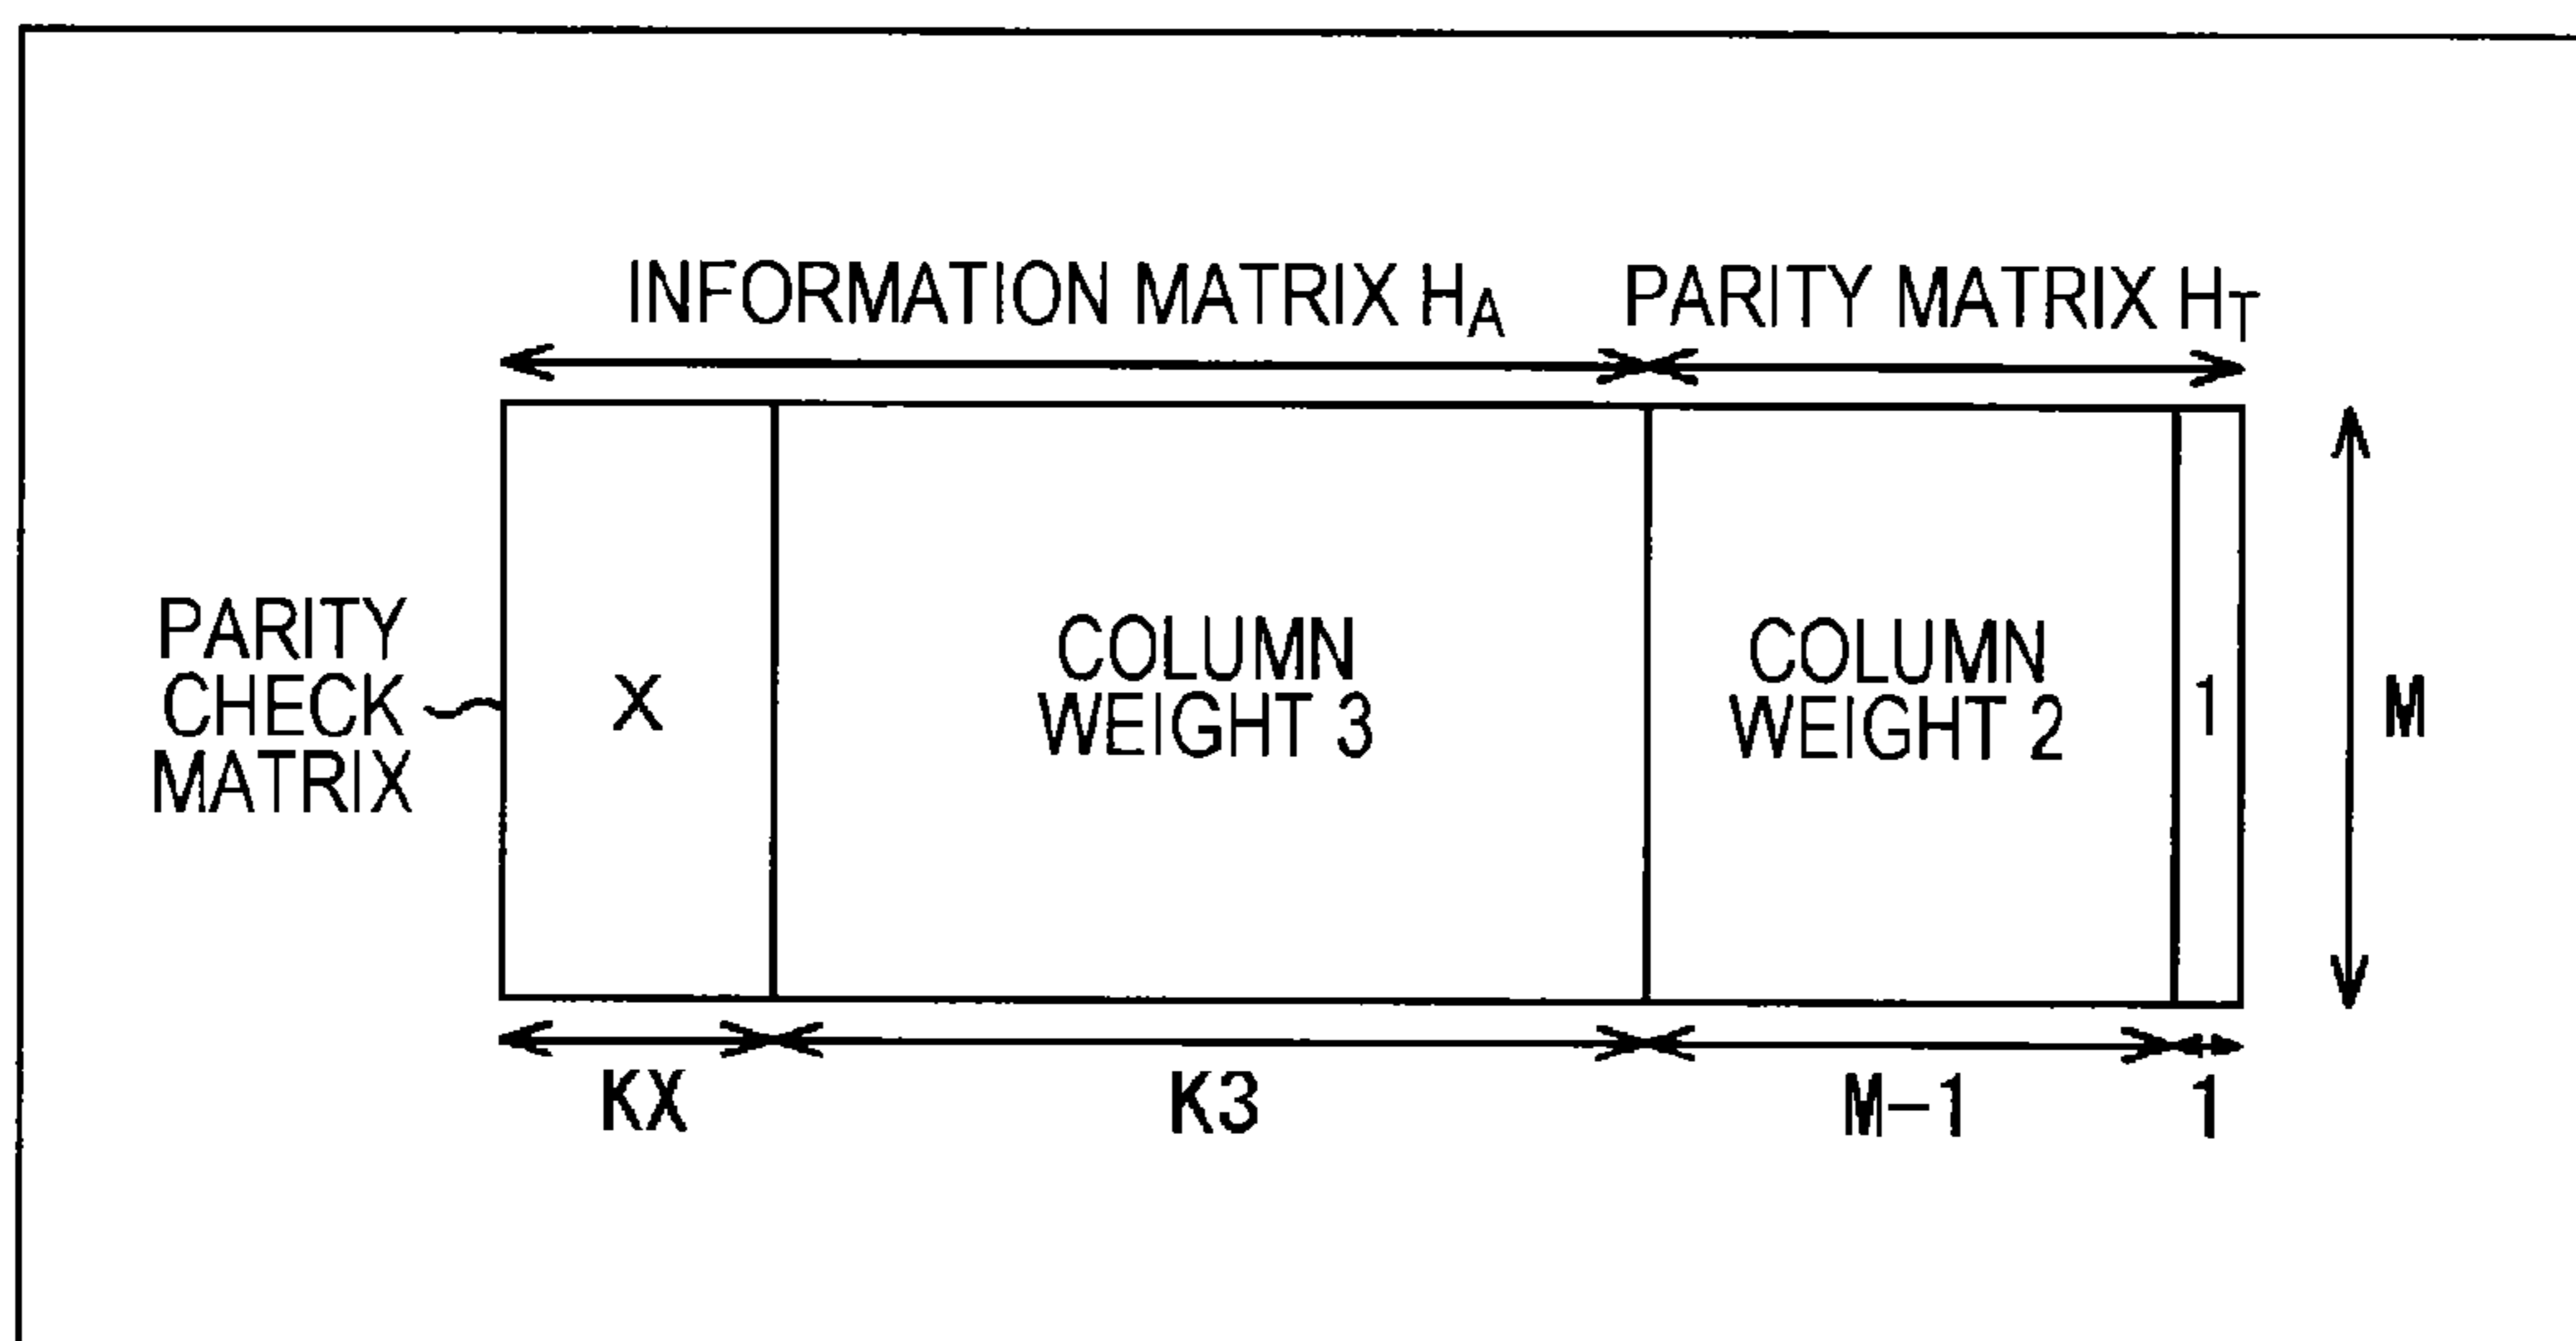 INFORMATION MATRIX HA
PARITY MATRIX HT
PARITY
CHECK
MATRIX
X
COLUMN
WEIGHT 3
COLUMN
WEIGHT 2
1
M
KX
K3
M-1
1